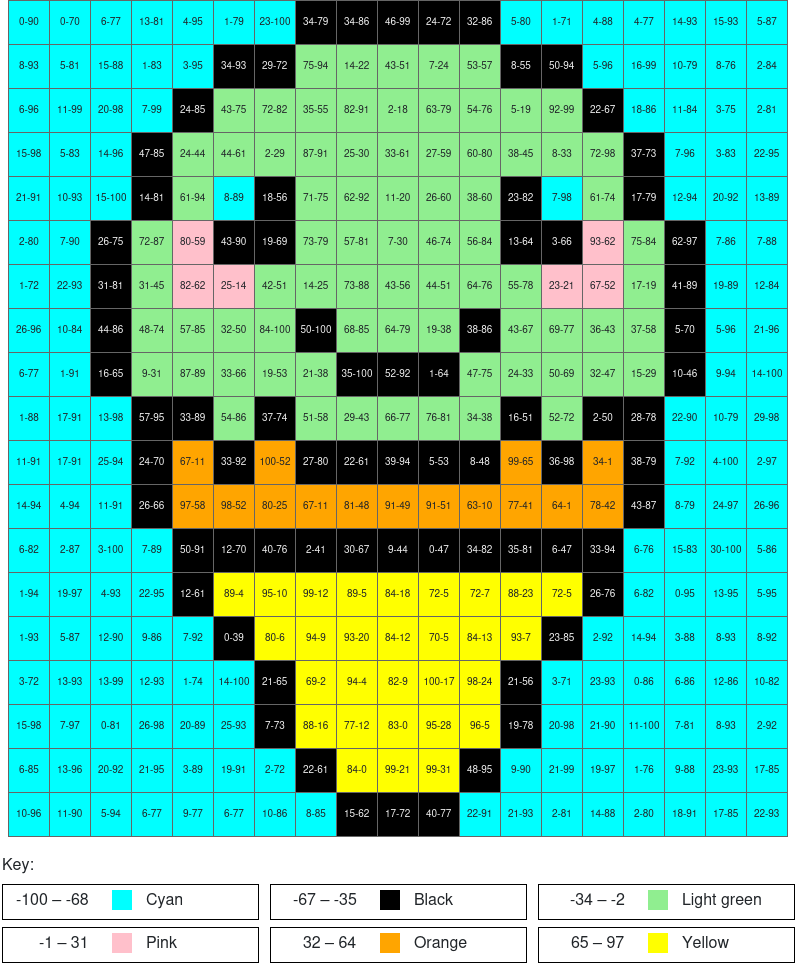 0-90 0-70 6-77 13-81 4-95 1-79 23-100 34-79 34-86 46-99 24-72 32-86 5-80 1-71 4-88 4-77 14-93 15-93 5-87
8-93 5-81 15-88 1-83 3-95 34-93 29-72 75-94 14-22 43-51 7-24 53-57 8-55 50-94 5-96 16-99 10-79 8-76 2-84
6-96 11-99 20-98 7-99 24-85 43-75 72-82 35-55 82-91 2-18 63-79 54-76 5-19 92-99 22-67 18-86 11-84 3-75 2-81
15-98 5-83 14-96 47-85 24-44 44-61 2-29 87-91 25-30 33-61 27-59 60-80 38-45 8-33 72-98 37-73 7-96 3-83 22-95
21-91 10-93 15-100 14-81 61-94 8-89 18-56 71-75 62-92 11-20 26-60 38-60 23-82 7-98 61-74 17-79 12-94 20-92 13-89
2-80 7-90 26-75 72-87 80-59 43-90 19-69 73-79 57-81 7-30 46-74 56-84 13-64 3-66 93-62 75-84 62-97 7-86 7-88
1-72 22-93 31-81 31-45 82-62 25-14 42-51 14-25 73-88 43-56 44-51 64-76 55-78 23-21 67-52 17-19 41-89 19-89 12-84
26-96 10-84 44-86 48-74 57-85 32-50 84-100 50-100 68-85 64-79 19-38 38-86 43-67 69-77 36-43 37-58 5-70 5-96 21-96
6-77 1-91 16-65 9-31 87-89 33-66 19-53 21-38 35-100 52-92 1-64 47-75 24-33 50-69 32-47 15-29 10-46 9-94 14-100
1-88 17-91 13-98 57-95 33-89 54-86 37-74 51-58 29-43 66-77 76-81 34-38 16-51 52-72 2-50 28-78 22-90 10-79 29-98
11-91 17-91 25-94 24-70 67-11 33-92 100-52 27-80 22-61 39-94 5-53 8-48 99-65 36-98 34-1 38-79 7-92 4-100 2-97
14-94 4-94 11-91 26-66 97-58 98-52 80-25 67-11 81-48 91-49 91-51 63-10 77-41 64-1 78-42 43-87 8-79 24-97 26-96
6-82 2-87 3-100 7-89 50-91 12-70 40-76 2-41 30-67 9-44 0-47 34-82 35-81 6-47 33-94 6-76 15-83 30-100 5-86
1-94 19-97 4-93 22-95 12-61 89-4 95-10 99-12 89-5 84-18 72-5 72-7 88-23 72-5 26-76 6-82 0-95 13-95 5-95
1-93 5-87 12-90 9-86 7-92 0-39 80-6 94-9 93-20 84-12 70-5 84-13 93-7 23-85 2-92 14-94 3-88 8-93 8-92
3-72 13-93 13-99 12-93 1-74 14-100 21-65 69-2 94-4 82-9 100-17 98-24 21-56 3-71 23-93 0-86 6-86 12-86 10-82
15-98 7-97 0-81 26-98 20-89 25-93 7-73 88-16 77-12 83-0 95-28 96-5 19-78 20-98 21-90 11-100 7-81 8-93 2-92
6-85 13-96 20-92 21-95 3-89 19-91 2-72 22-61 84-0 99-21 99-31 48-95 9-90 21-99 19-97 1-76 9-88 23-93 17-85
10-96 11-90 5-94 6-77 9-77 6-77 10-86 8-85 15-62 17-72 40-77 22-91 21-93 2-81 14-88 2-80 18-91 17-85 22-93
Key:
-100 – -68 Cyan -67 – -35 Black -34 – -2 Light green
-1 – 31 Pink 32 – 64 Orange 65 – 97 Yellow